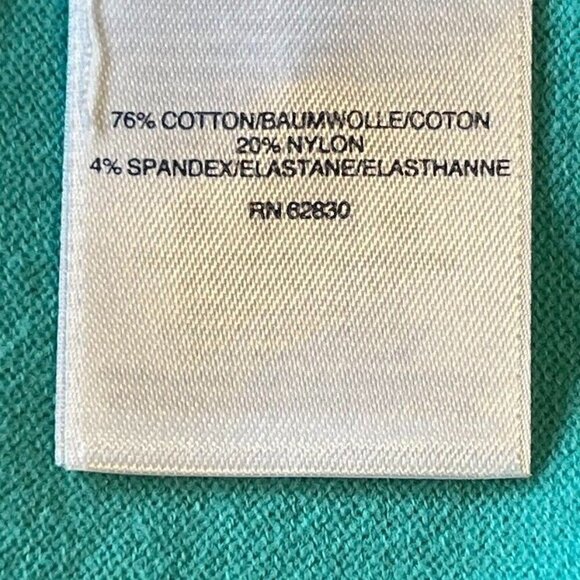 76% COTTON/BAUMWOLLE/COTON
20% NYLON
4% SPANDEX/ELASTANE/ELASTHANNE
RN 62830